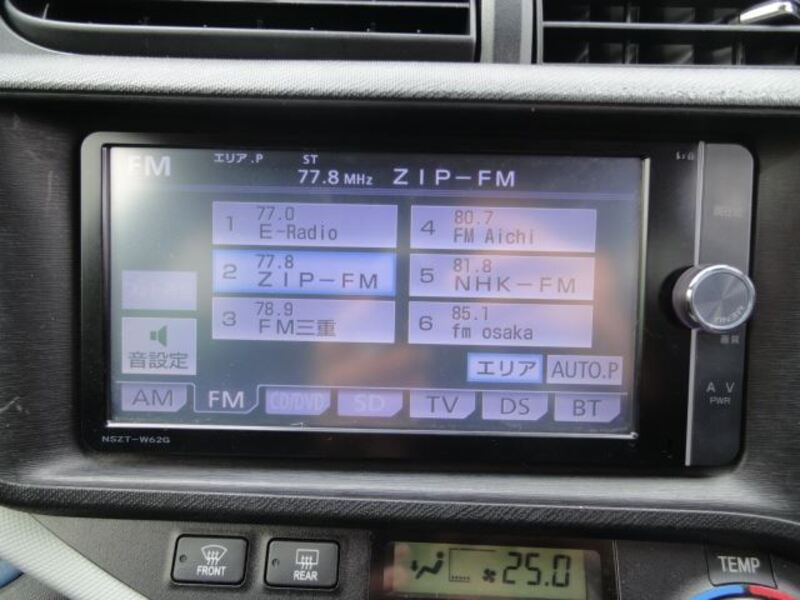 FM エリア.P ST 77.8 MHz ZIP-FM
1 77.0 E-Radio
4 80.7 FM Aichi
2 77.8 ZIP-FM
5 81.8 NHK-FM
3 78.9 FM三重
6 85.1 fm osaka
音設定
エリア AUTO.P
AM FM CD/DVD SD TV DS BT
NSZT-W62G
画質
AV
PWR
FRONT
REAR
25.0
TEMP